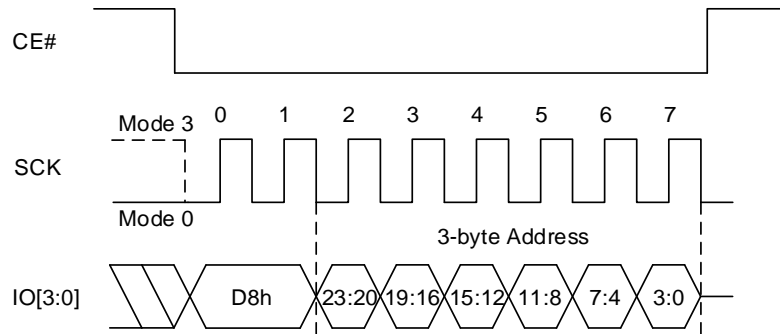 CE#
0 1 2 3 4 5 6 7
Mode 3
SCK
Mode 0
3-byte Address
IO[3:0] D8h 23:20 19:16 15:12 11:8 7:4 3:0